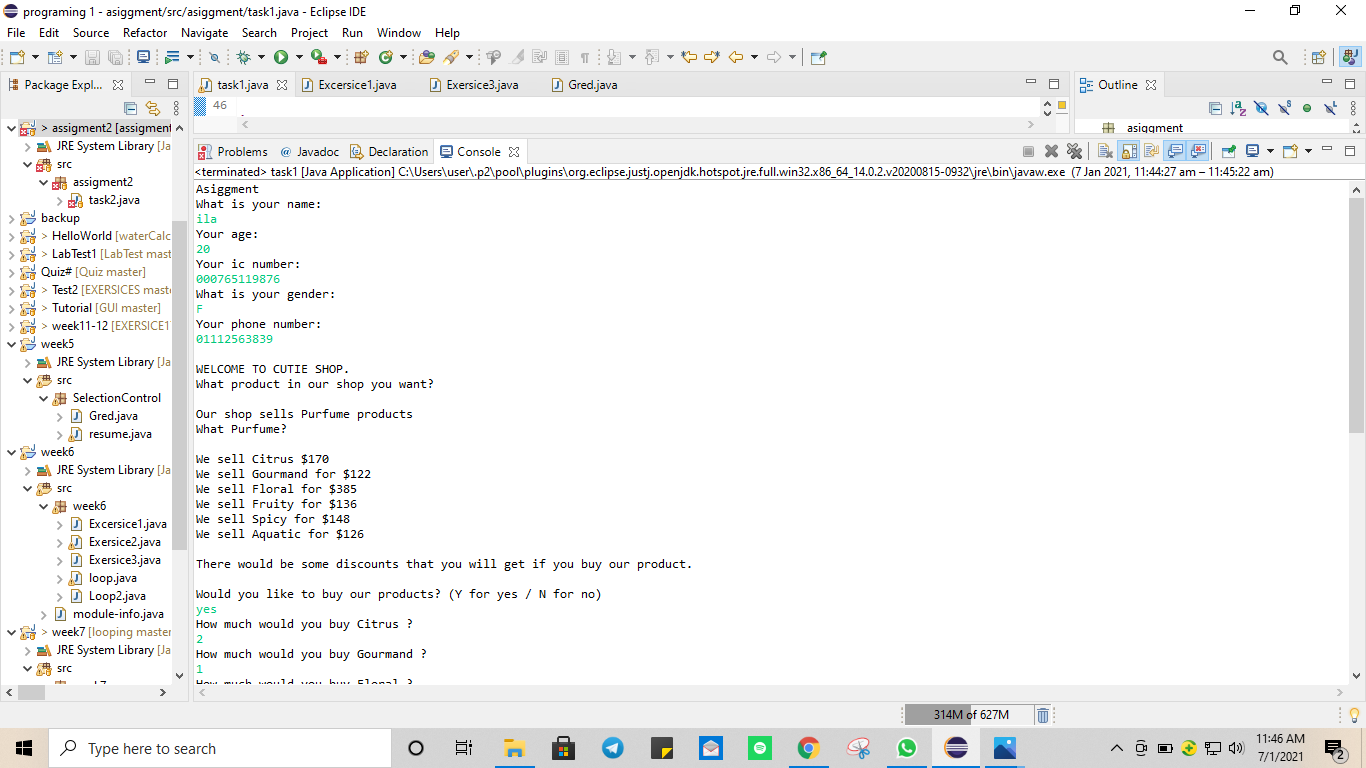 programing 1 - asiggment/src/asiggment/task1.java - Eclipse IDE
File Edit Source Refactor Navigate Search Project Run Window Help
Package Expl...
task1.java
Excersice1.java
Exersice3.java
Gred.java
Outline
46
asiggment
> assigment2 [assigment
JRE System Library [Ja
src
assigment2
task2.java
backup
> HelloWorld [waterCalc
> LabTest1 [LabTest mast
Quiz# [Quiz master]
> Test2 [EXERSICES maste
> Tutorial [GUI master]
> week11-12 [EXERSICE1
week5
JRE System Library [Ja
src
SelectionControl
Gred.java
resume.java
week6
JRE System Library [Ja
src
week6
Excersice1.java
Exersice2.java
Exersice3.java
loop.java
Loop2.java
module-info.java
> week7 [looping master
JRE System Library [Ja
src
Problems @ Javadoc Declaration Console
<terminated> task1 [Java Application] C:\Users\user\.p2\pool\plugins\org.eclipse.justj.openjdk.hotspot.jre.full.win32.x86_64_14.0.2.v20200815-0932\jre\bin\javaw.exe (7 Jan 2021, 11:44:27 am – 11:45:22 am)
Asiggment
What is your name:
ila
Your age:
20
Your ic number:
000765119876
What is your gender:
F
Your phone number:
01112563839
WELCOME TO CUTIE SHOP.
What product in our shop you want?
Our shop sells Purfume products
What Purfume?
We sell Citrus $170
We sell Gourmand for $122
We sell Floral for $385
We sell Fruity for $136
We sell Spicy for $148
We sell Aquatic for $126
There would be some discounts that you will get if you buy our product.
Would you like to buy our products? (Y for yes / N for no)
yes
How much would you buy Citrus ?
2
How much would you buy Gourmand ?
1
How much would you buy Floral ?
314M of 627M
Type here to search
11:46 AM
7/1/2021
2